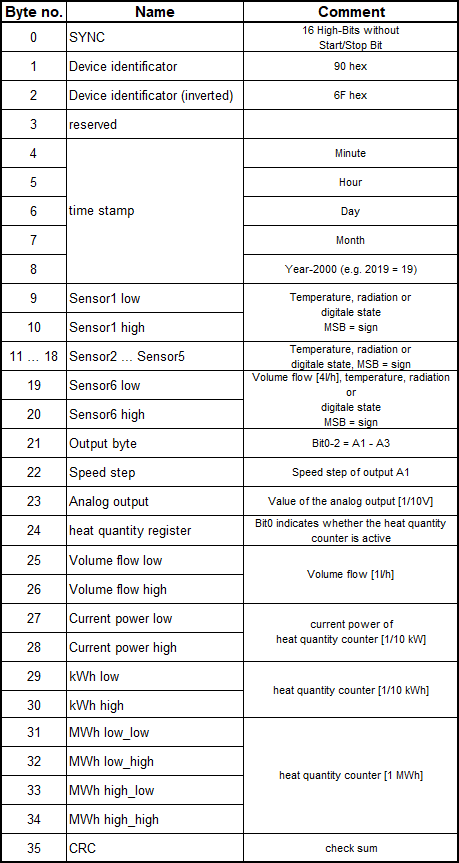 Byte no. Name Comment
0 SYNC 16 High-Bits without
Start/Stop Bit
1 Device identificator 90 hex
2 Device identificator (inverted) 6F hex
3 reserved
4 Minute
5 Hour
6 time stamp Day
7 Month
8 Year-2000 (e.g. 2019 = 19)
9 Sensor1 low Temperature, radiation or
digitale state
10 Sensor1 high MSB = sign
11 … 18 Sensor2 … Sensor5 Temperature, radiation or
digitale state, MSB = sign
19 Sensor6 low Volume flow [4l/h], temperature, radiation
or
digitale state
20 Sensor6 high MSB = sign
21 Output byte Bit0-2 = A1 - A3
22 Speed step Speed step of output A1
23 Analog output Value of the analog output [1/10V]
24 heat quantity register Bit0 indicates whether the heat quantity
counter is active
25 Volume flow low
Volume flow [1l/h]
26 Volume flow high
27 Current power low current power of
heat quantity counter [1/10 kW]
28 Current power high
29 kWh low
heat quantity counter [1/10 kWh]
30 kWh high
31 MWh low_low
32 MWh low_high
heat quantity counter [1 MWh]
33 MWh high_low
34 MWh high_high
35 CRC check sum